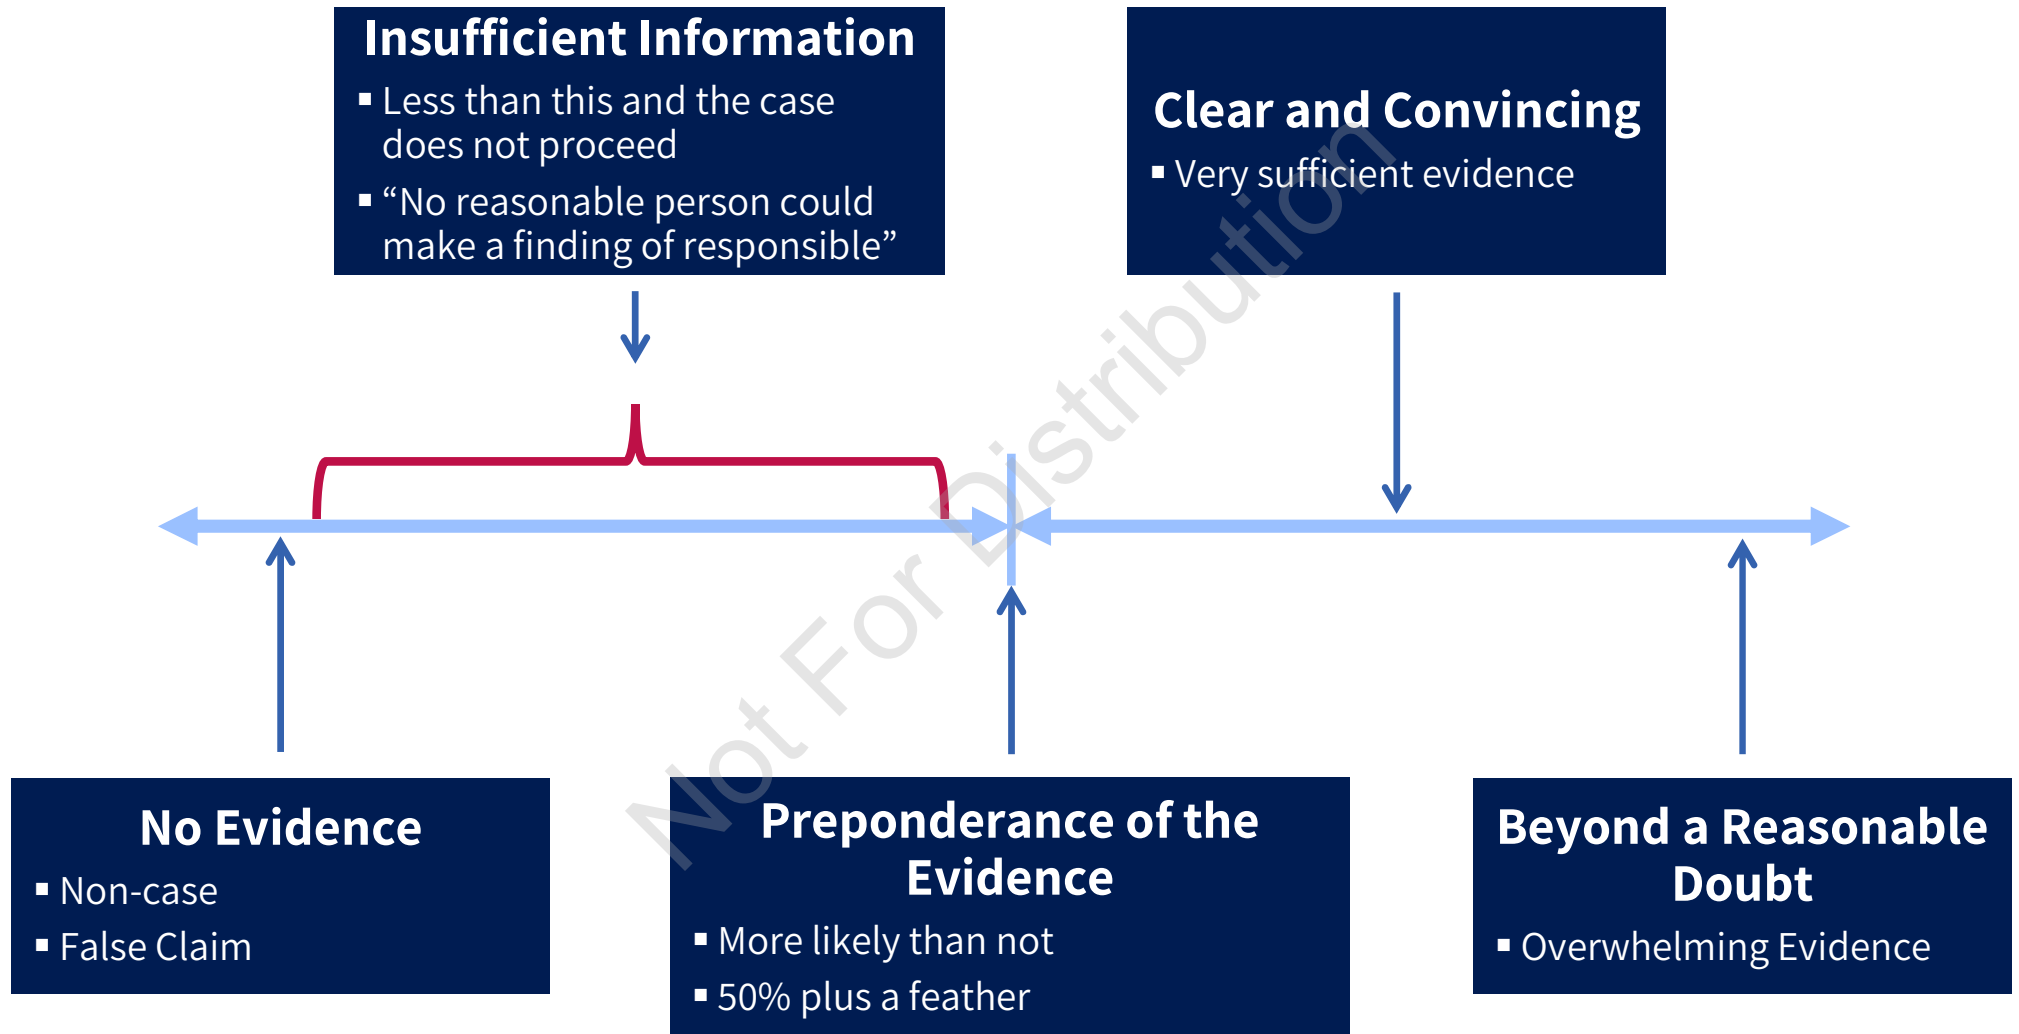 Insufficient Information
▪ Less than this and the case
does not proceed
▪ “No reasonable person could
make a finding of responsible”
Clear and Convincing
▪ Very sufficient evidence
Not For Distribution
No Evidence
▪ Non-case
▪ False Claim
Preponderance of the
Evidence
▪ More likely than not
▪ 50% plus a feather
Beyond a Reasonable
Doubt
▪ Overwhelming Evidence